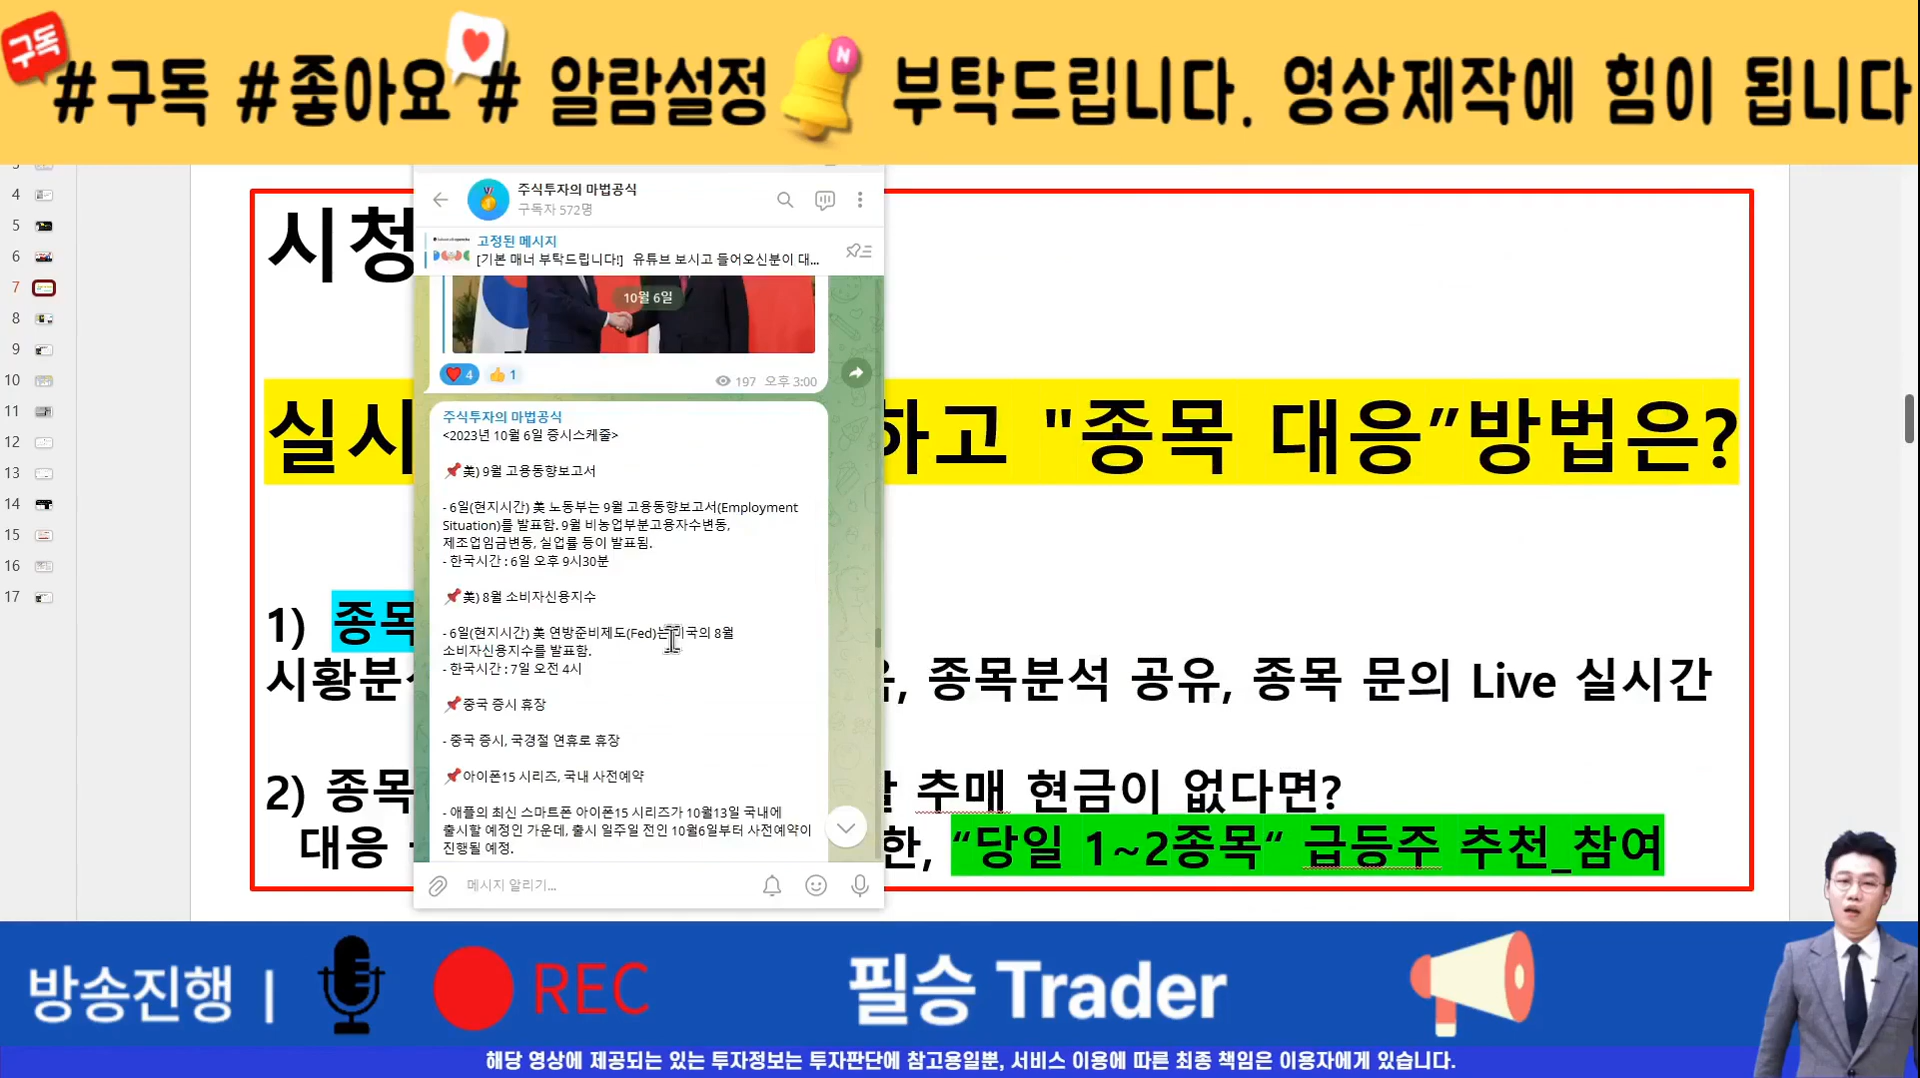 구독
#구독 #좋아요 # 알람설정 N 부탁드립니다. 영상제작에 힘이 됩니다
4
5
6
7
8
9
10
11
12
13
14
15
16
17
시청
실시
하고 "종목 대응”방법은?
1) 종목
시황분
, 종목분석 공유, 종목 문의 Live 실시간
2) 종목
추매 현금이 없다면?
대응
한, “당일 1~2종목“ 급등주 추천_참여
주식투자의 마법공식
구독자 572명
고정된 메시지
[기본 매너 부탁드립니다!] 유튜브 보시고 들어오신분이 대...
10월 6일
4
1
197 오후 3:00
주식투자의 마법공식
<2023년 10월 6일 증시스케줄>
美) 9월 고용동향보고서
- 6일(현지시간) 美 노동부는 9월 고용동향보고서(Employment
Situation)를 발표함. 9월 비농업부분고용자수변동,
제조업임금변동, 실업률 등이 발표됨.
- 한국시간 : 6일 오후 9시30분
美) 8월 소비자신용지수
- 6일(현지시간) 美 연방준비제도(Fed)는 미국의 8월
소비자신용지수를 발표함.
- 한국시간 : 7일 오전 4시
중국 증시 휴장
- 중국 증시, 국경절 연휴로 휴장
아이폰15 시리즈, 국내 사전예약
- 애플의 최신 스마트폰 아이폰15 시리즈가 10월13일 국내에
출시할 예정인 가운데, 출시 일주일 전인 10월6일부터 사전예약이
진행될 예정.
메시지 알리기...
방송진행 |
REC
필승 Trader
해당 영상에 제공되는 있는 투자정보는 투자판단에 참고용일뿐, 서비스 이용에 따른 최종 책임은 이용자에게 있습니다.